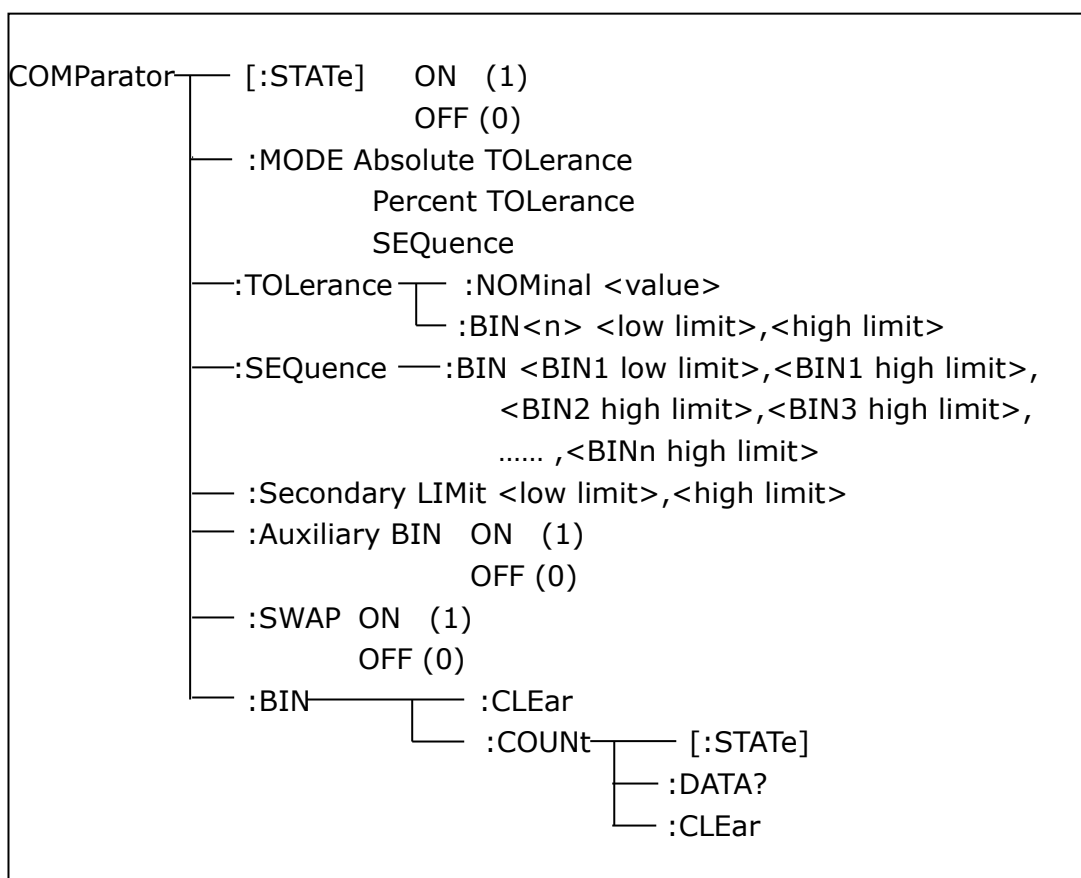 COMParator [:STATe] ON (1)
OFF (0)
:MODE Absolute TOLerance
Percent TOLerance
SEQuence
:TOLerance :NOMinal <value>
:BIN<n> <low limit>,<high limit>
:SEQuence :BIN <BIN1 low limit>,<BIN1 high limit>,
<BIN2 high limit>,<BIN3 high limit>,
...... ,<BINn high limit>
:Secondary LIMit <low limit>,<high limit>
:Auxiliary BIN ON (1)
OFF (0)
:SWAP ON (1)
OFF (0)
:BIN :CLEar
:COUNt [:STATe]
:DATA?
:CLEar